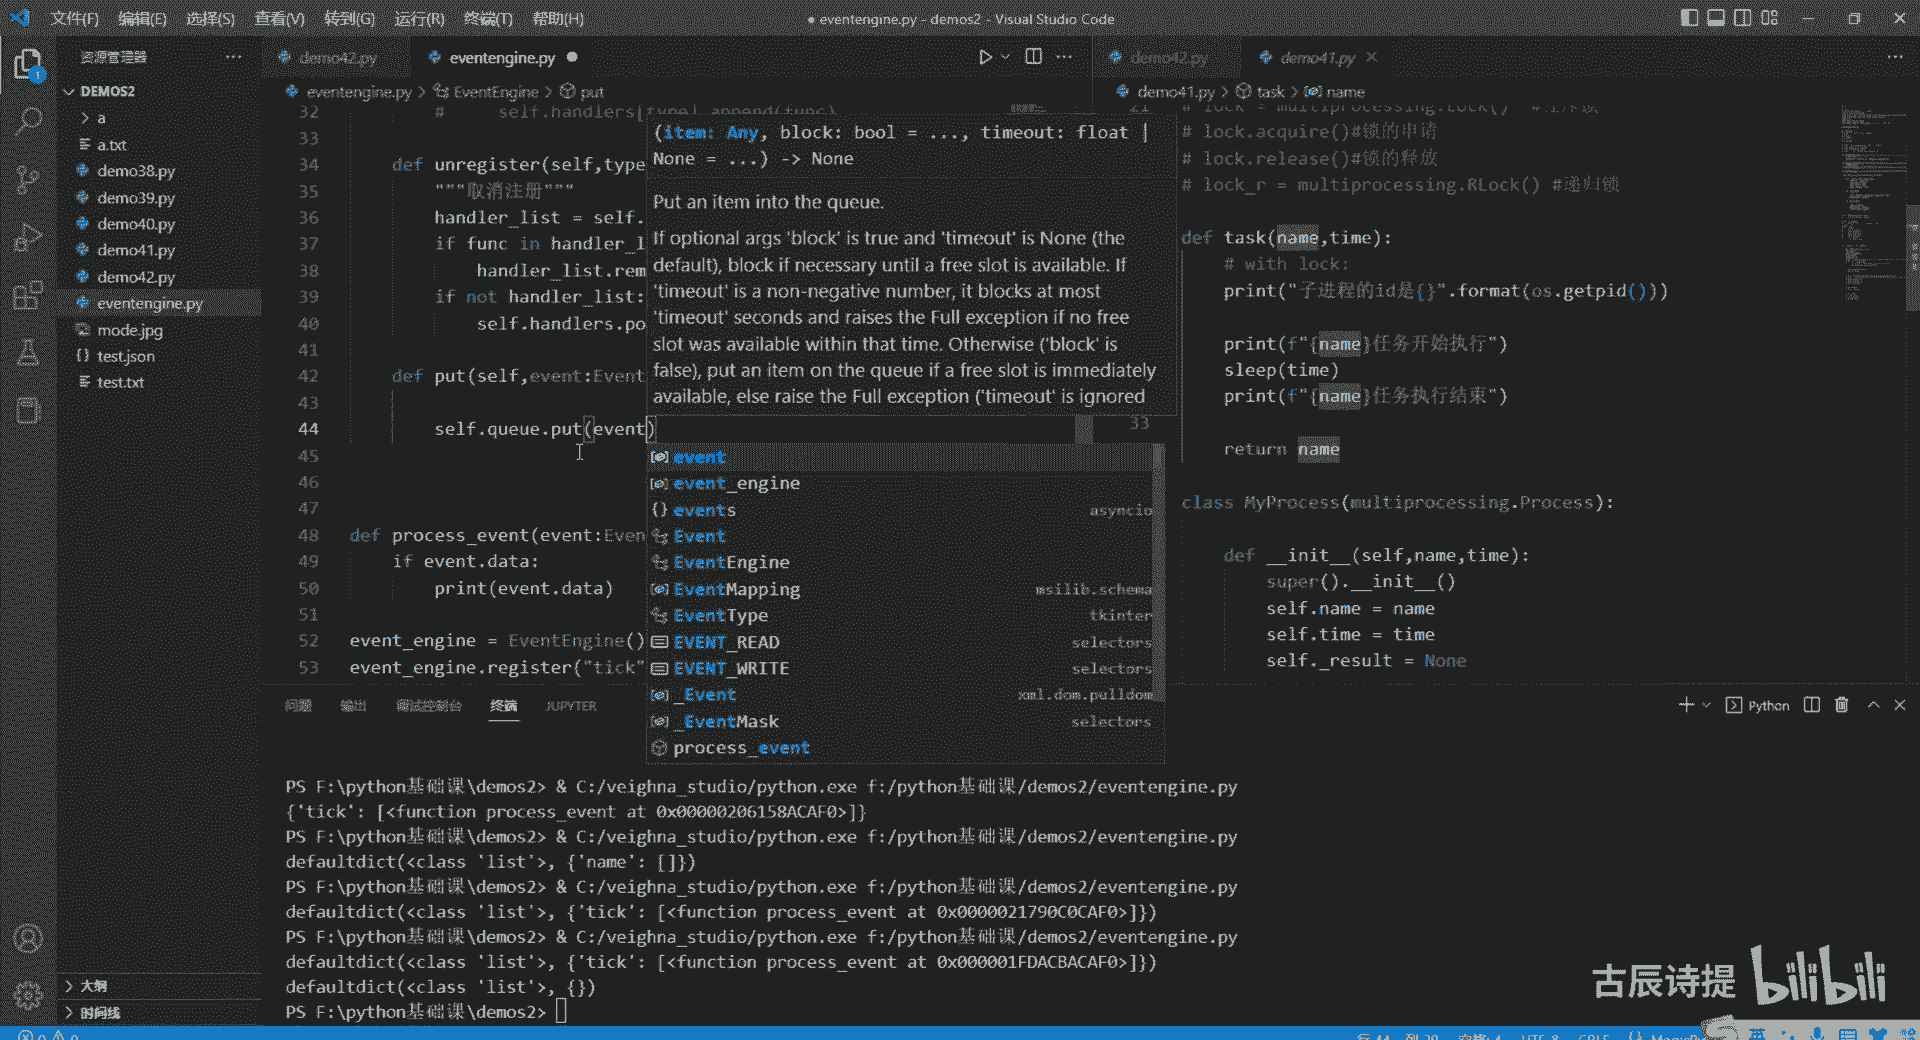 文件(F) 编辑(E) 选择(S) 查看(V) 转到(G) 运行(R) 终端(T) 帮助(H)
● eventengine.py - demos2 - Visual Studio Code
资源管理器
DEMOS2
a
a.txt
demo38.py
demo39.py
demo40.py
demo41.py
demo42.py
eventengine.py
mode.jpg
test.json
test.txt
大纲
时间线
demo42.py
eventengine.py
eventengine.py > EventEngine > put
32 # self.handlers[type].append(func)
33
34 def unregister(self,type
35 """取消注册"""
36 handler_list = self.
37 if func in handler_l
38 handler_list.rem
39 if not handler_list:
40 self.handlers.po
41
42 def put(self,event:Event
43
44 self.queue.put(event)
45
46
47
48 def process_event(event:Even
49 if event.data:
50 print(event.data)
51
52 event_engine = EventEngine()
53 event_engine.register("tick"
(item: Any, block: bool = ..., timeout: float |
None = ...) -> None
Put an item into the queue.
If optional args 'block' is true and 'timeout' is None (the
default), block if necessary until a free slot is available. If
'timeout' is a non-negative number, it blocks at most
'timeout' seconds and raises the Full exception if no free
slot was available within that time. Otherwise ('block' is
false), put an item on the queue if a free slot is immediately
available, else raise the Full exception ('timeout' is ignored
event
event_engine
events asyncio
Event
EventEngine
EventMapping msilib.schema
EventType tkinter
EVENT_READ selectors
EVENT_WRITE selectors
_Event xml.dom.pulldom
_EventMask selectors
process_event
demo42.py
demo41.py
demo41.py > task > name
21 # lock = multiprocessing.Lock()
# lock.acquire()#锁的申请
# lock.release()#锁的释放
# lock_r = multiprocessing.RLock() #递归锁
def task(name,time):
# with lock:
print("子进程的id是{}".format(os.getpid()))
print(f"{name}任务开始执行")
sleep(time)
print(f"{name}任务执行结束")
33
return name
class MyProcess(multiprocessing.Process):
def __init__(self,name,time):
super().__init__()
self.name = name
self.time = time
self._result = None
问题 输出 调试控制台 终端 JUPYTER
Python
PS F:\python基础课\demos2> & C:/veighna_studio/python.exe f:/python基础课/demos2/eventengine.py
{'tick': [<function process_event at 0x00000206158ACAF0>]}
PS F:\python基础课\demos2> & C:/veighna_studio/python.exe f:/python基础课/demos2/eventengine.py
defaultdict(<class 'list'>, {'name': []})
PS F:\python基础课\demos2> & C:/veighna_studio/python.exe f:/python基础课/demos2/eventengine.py
defaultdict(<class 'list'>, {'tick': [<function process_event at 0x0000021790C0CAF0>]})
PS F:\python基础课\demos2> & C:/veighna_studio/python.exe f:/python基础课/demos2/eventengine.py
defaultdict(<class 'list'>, {'tick': [<function process_event at 0x000001FDACBACAF0>]})
defaultdict(<class 'list'>, {})
PS F:\python基础课\demos2>
古辰诗提 bilibili